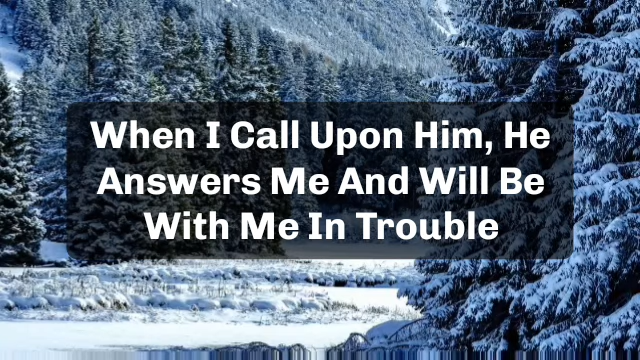 When I Call Upon Him, He
Answers Me And Will Be
With Me In Trouble